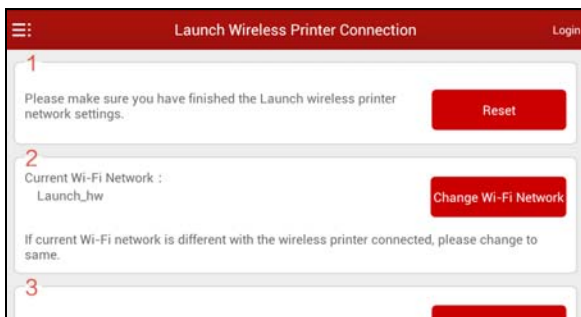 Launch Wireless Printer Connection
Login
1
Please make sure you have finished the Launch wireless printer
network settings.
Reset
2
Current Wi-Fi Network :
Launch_hw
Change Wi-Fi Network
If current Wi-Fi network is different with the wireless printer connected, please change to
same.
3